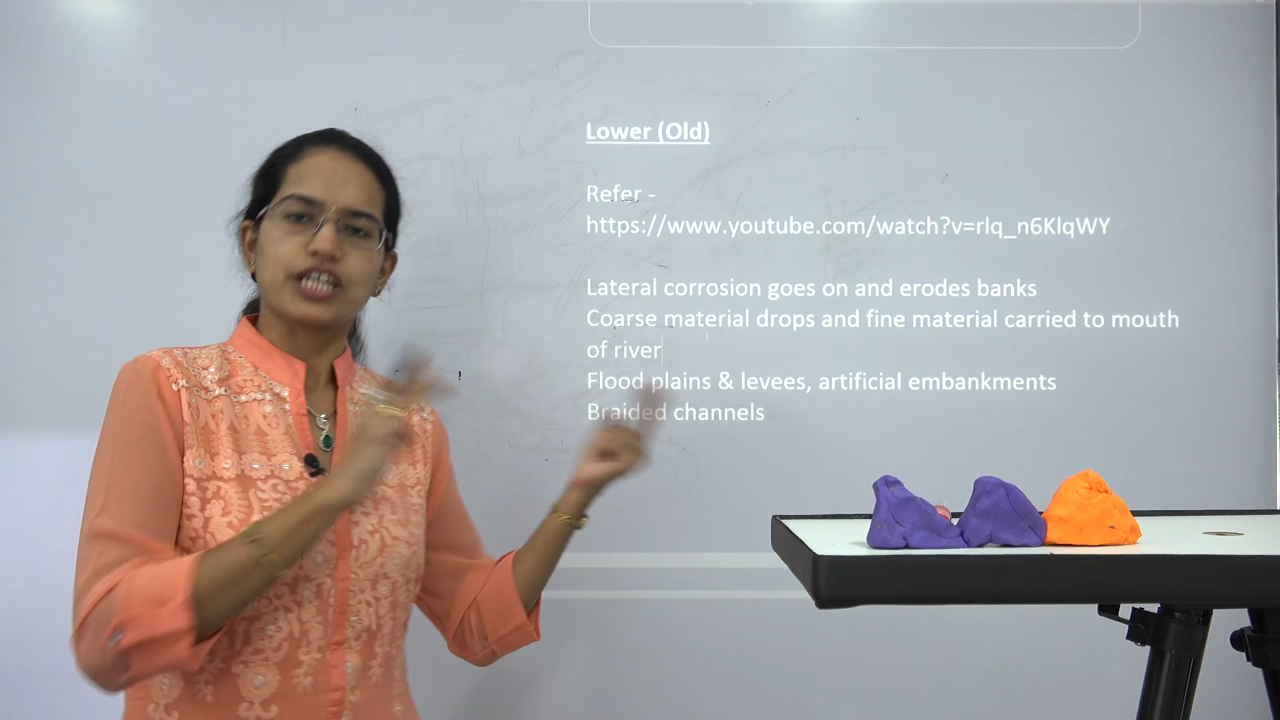 Lower (Old)
Refer -
https://www.youtube.com/watch?v=rlq_n6KlqWY
Lateral corrosion goes on and erodes banks
Coarse material drops and fine material carried to mouth
of river
Flood plains & levees, artificial embankments
Braided channels